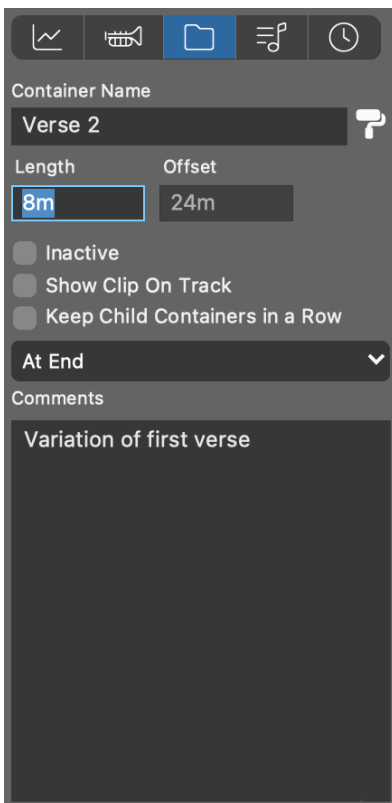 Container Name
Verse 2
Length Offset
8m 24m
Inactive
Show Clip On Track
Keep Child Containers in a Row
At End
Comments
Variation of first verse